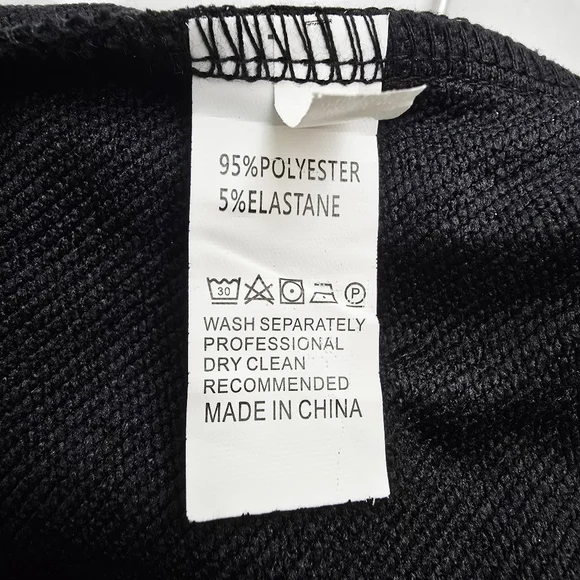 95%POLYESTER
5%ELASTANE
30 P
WASH SEPARATELY
PROFESSIONAL
DRY CLEAN
RECOMMENDED
MADE IN CHINA